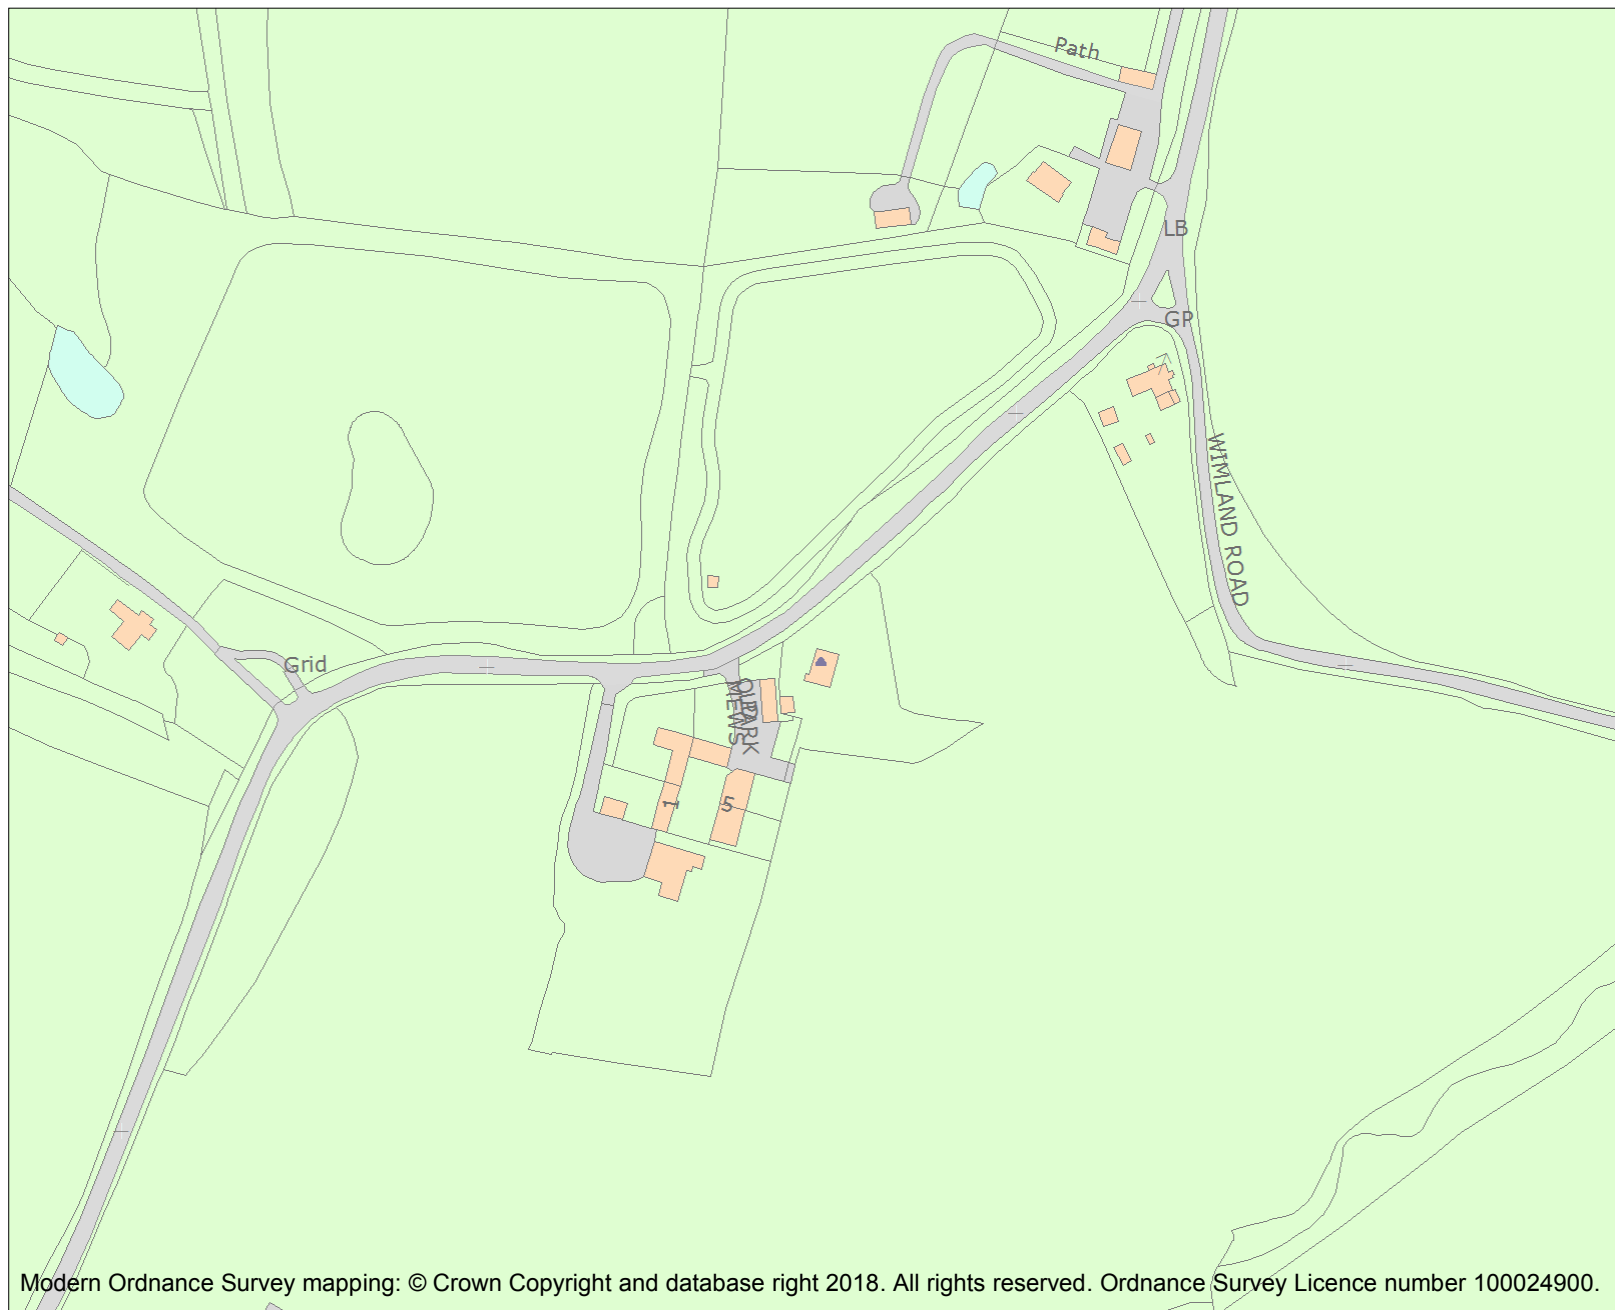 Path
LB
GP
WIMLAND ROAD
Grid
OLD PARK
MEWS
1
5
Modern Ordnance Survey mapping: © Crown Copyright and database right 2018. All rights reserved. Ordnance Survey Licence number 100024900.